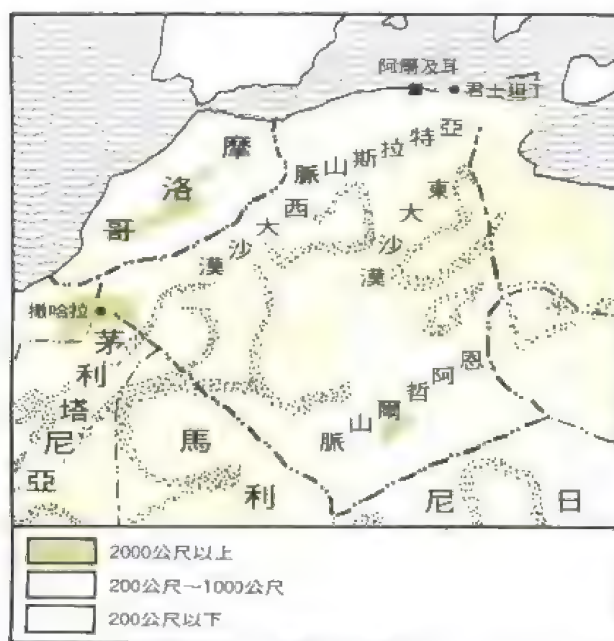 阿爾及耳
君士坦丁
亞特拉斯山脈
摩洛哥
西大沙漠
東大沙漠
撒哈拉
茅利塔尼亞
恩阿哲爾山脈
馬利
尼日
2000公尺以上
200公尺~1000公尺
200公尺以下